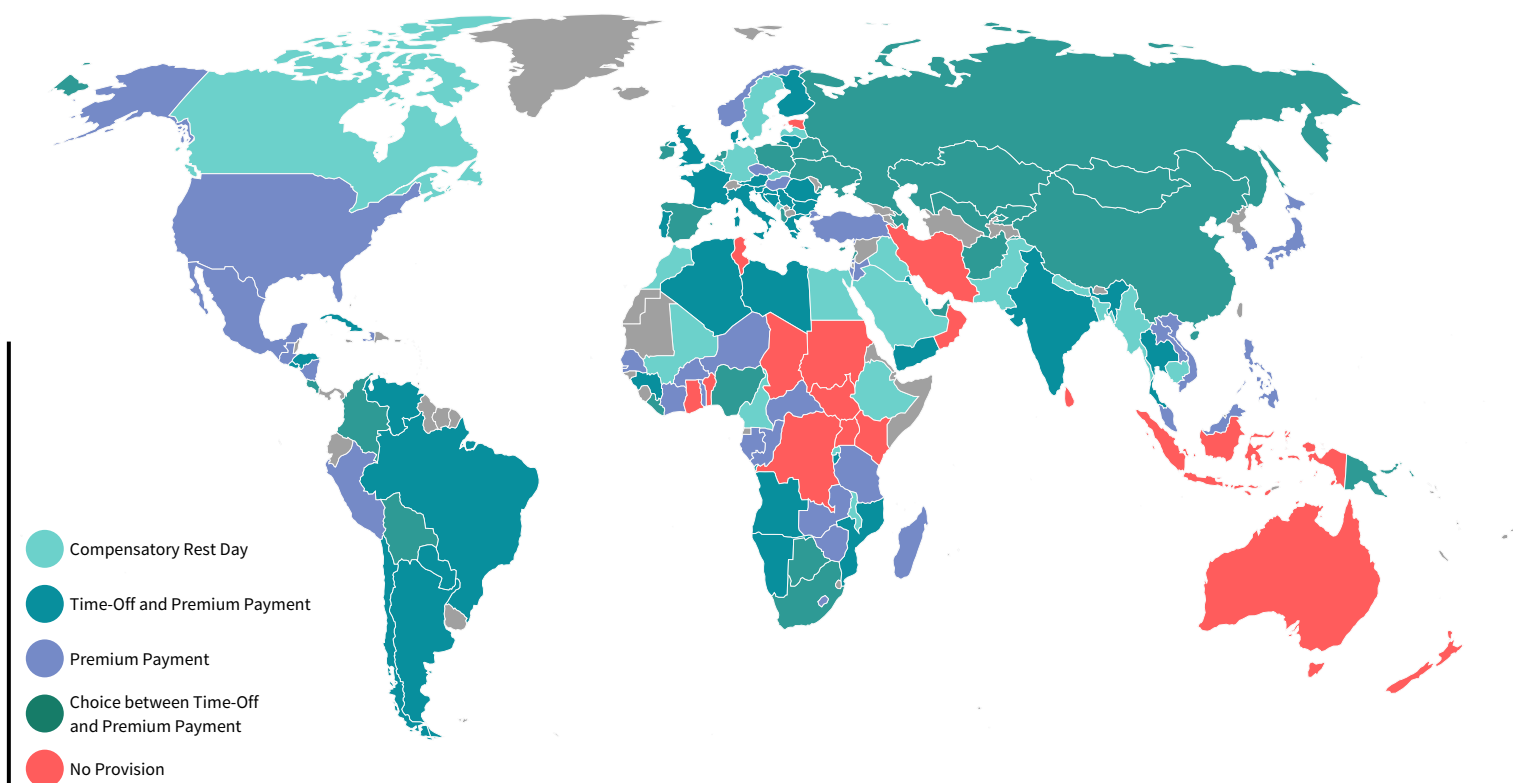 Compensatory Rest Day
Time-Off and Premium Payment
Premium Payment
Choice between Time-Off
and Premium Payment
No Provision